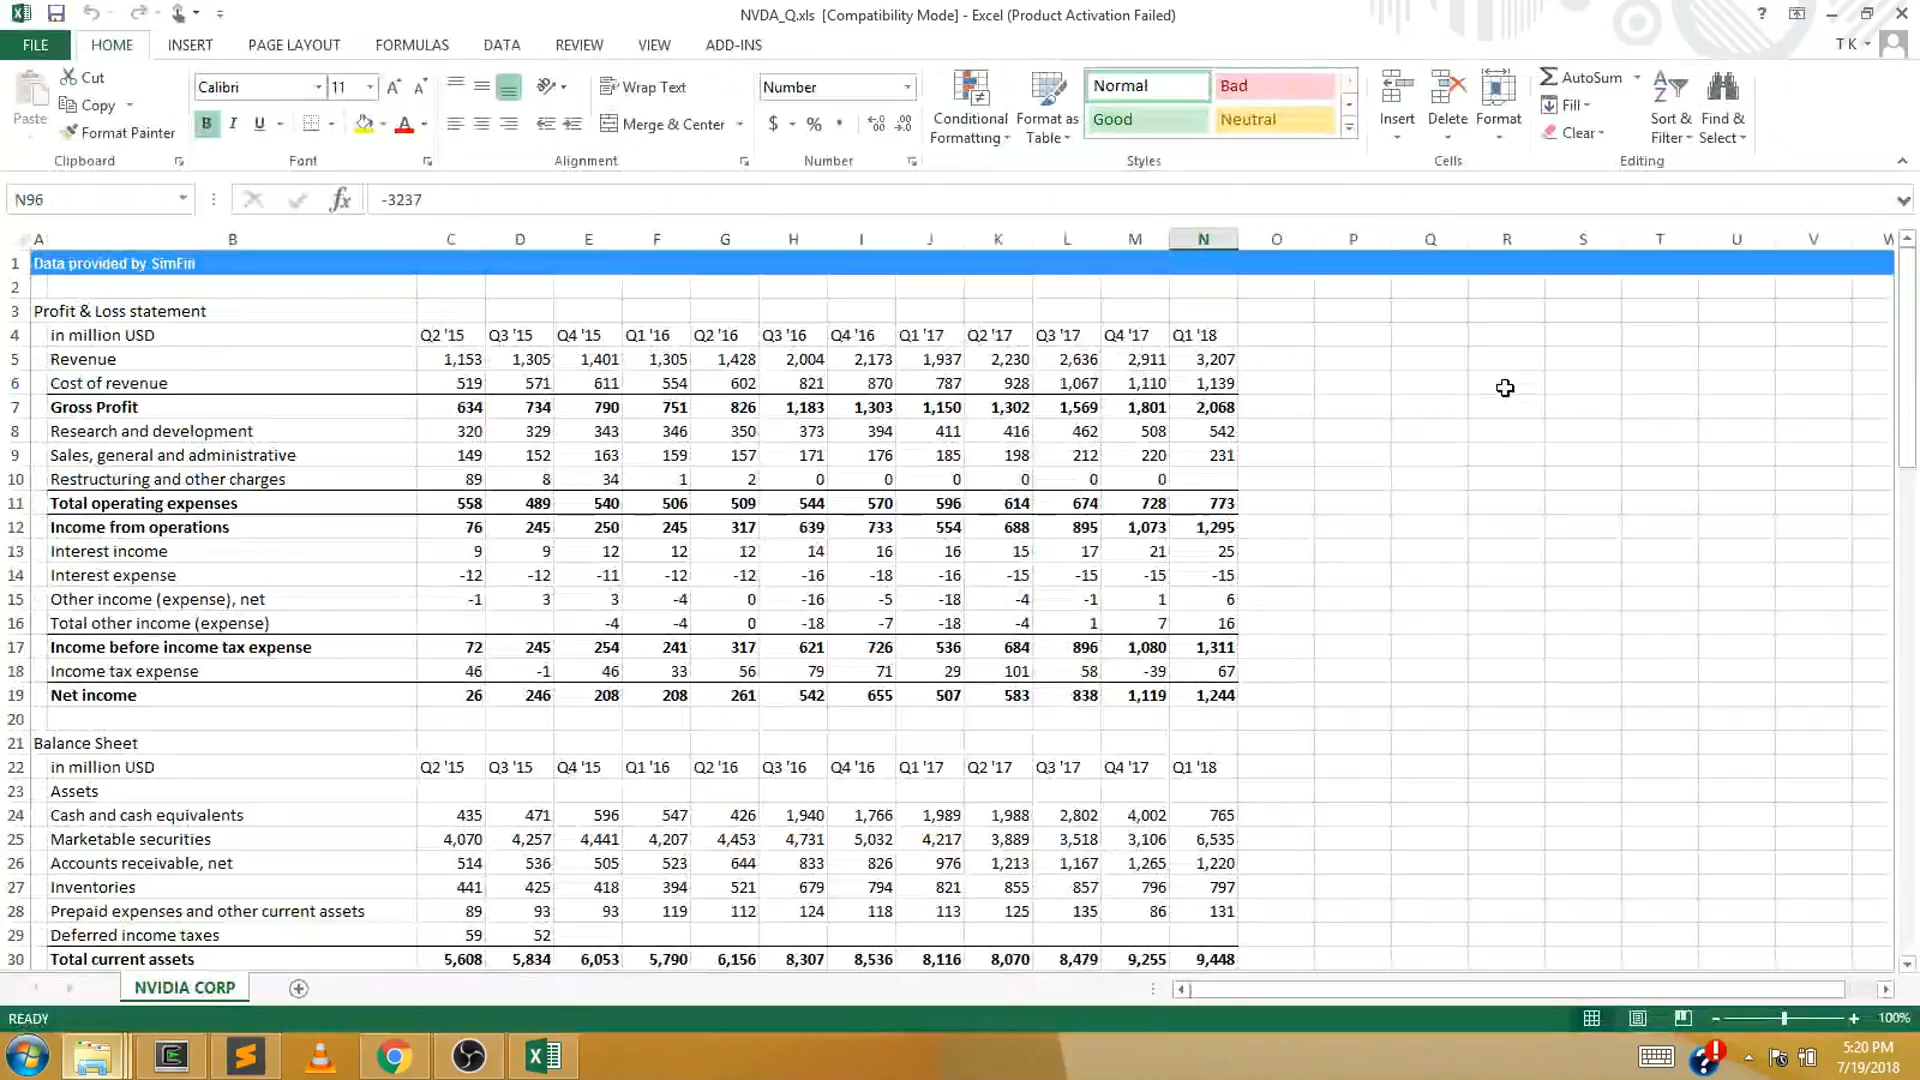 NVDA_Q.xls [Compatibility Mode] - Excel (Product Activation Failed)
FILE HOME INSERT PAGE LAYOUT FORMULAS DATA REVIEW VIEW ADD-INS T K
Paste Cut Copy Format Painter Clipboard
Calibri 11 B I U Font
Wrap Text Merge & Center Alignment
Number $ % Number
Conditional Formatting Format as Table Normal Bad Good Neutral Styles
Insert Delete Format Cells
AutoSum Fill Clear Sort & Filter Find & Select Editing
N96 fx -3237
A B C D E F G H I J K L M N O P Q R S T U V W
1 Data provided by SimFin
2
3 Profit & Loss statement
4 in million USD Q2 '15 Q3 '15 Q4 '15 Q1 '16 Q2 '16 Q3 '16 Q4 '16 Q1 '17 Q2 '17 Q3 '17 Q4 '17 Q1 '18
5 Revenue 1,153 1,305 1,401 1,305 1,428 2,004 2,173 1,937 2,230 2,636 2,911 3,207
6 Cost of revenue 519 571 611 554 602 821 870 787 928 1,067 1,110 1,139
7 Gross Profit 634 734 790 751 826 1,183 1,303 1,150 1,302 1,569 1,801 2,068
8 Research and development 320 329 343 346 350 373 394 411 416 462 508 542
9 Sales, general and administrative 149 152 163 159 157 171 176 185 198 212 220 231
10 Restructuring and other charges 89 8 34 1 2 0 0 0 0 0 0
11 Total operating expenses 558 489 540 506 509 544 570 596 614 674 728 773
12 Income from operations 76 245 250 245 317 639 733 554 688 895 1,073 1,295
13 Interest income 9 9 12 12 12 14 16 16 15 17 21 25
14 Interest expense -12 -12 -11 -12 -12 -16 -18 -16 -15 -15 -15 -15
15 Other income (expense), net -1 3 3 -4 0 -16 -5 -18 -4 -1 1 6
16 Total other income (expense) -4 -4 0 -18 -7 -18 -4 1 7 16
17 Income before income tax expense 72 245 254 241 317 621 726 536 684 896 1,080 1,311
18 Income tax expense 46 -1 46 33 56 79 71 29 101 58 -39 67
19 Net income 26 246 208 208 261 542 655 507 583 838 1,119 1,244
20
21 Balance Sheet
22 in million USD Q2 '15 Q3 '15 Q4 '15 Q1 '16 Q2 '16 Q3 '16 Q4 '16 Q1 '17 Q2 '17 Q3 '17 Q4 '17 Q1 '18
23 Assets
24 Cash and cash equivalents 435 471 596 547 426 1,940 1,766 1,989 1,988 2,802 4,002 765
25 Marketable securities 4,070 4,257 4,441 4,207 4,453 4,731 5,032 4,217 3,889 3,518 3,106 6,535
26 Accounts receivable, net 514 536 505 523 644 833 826 976 1,213 1,167 1,265 1,220
27 Inventories 441 425 418 394 521 679 794 821 855 857 796 797
28 Prepaid expenses and other current assets 89 93 93 119 112 124 118 113 125 135 86 131
29 Deferred income taxes 59 52
30 Total current assets 5,608 5,834 6,053 5,790 6,156 8,307 8,536 8,116 8,070 8,479 9,255 9,448
NVIDIA CORP
READY 100%
5:20 PM
7/19/2018